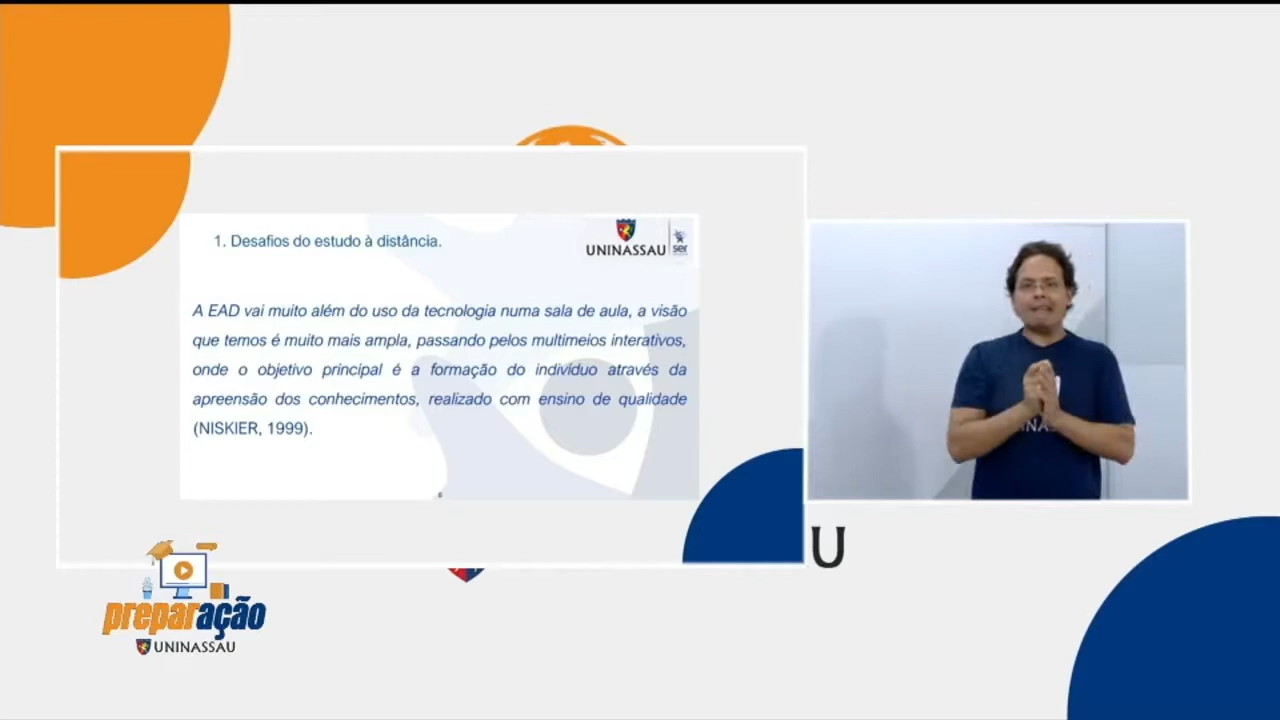 1. Desafios do estudo à distância.
UNINASSAU
ser
A EAD vai muito além do uso da tecnologia numa sala de aula, a visão
que temos é muito mais ampla, passando pelos multimeios interativos,
onde o objetivo principal é a formação do indivíduo através da
apreensão dos conhecimentos, realizado com ensino de qualidade
(NISKIER, 1999).
U
preparação
UNINASSAU